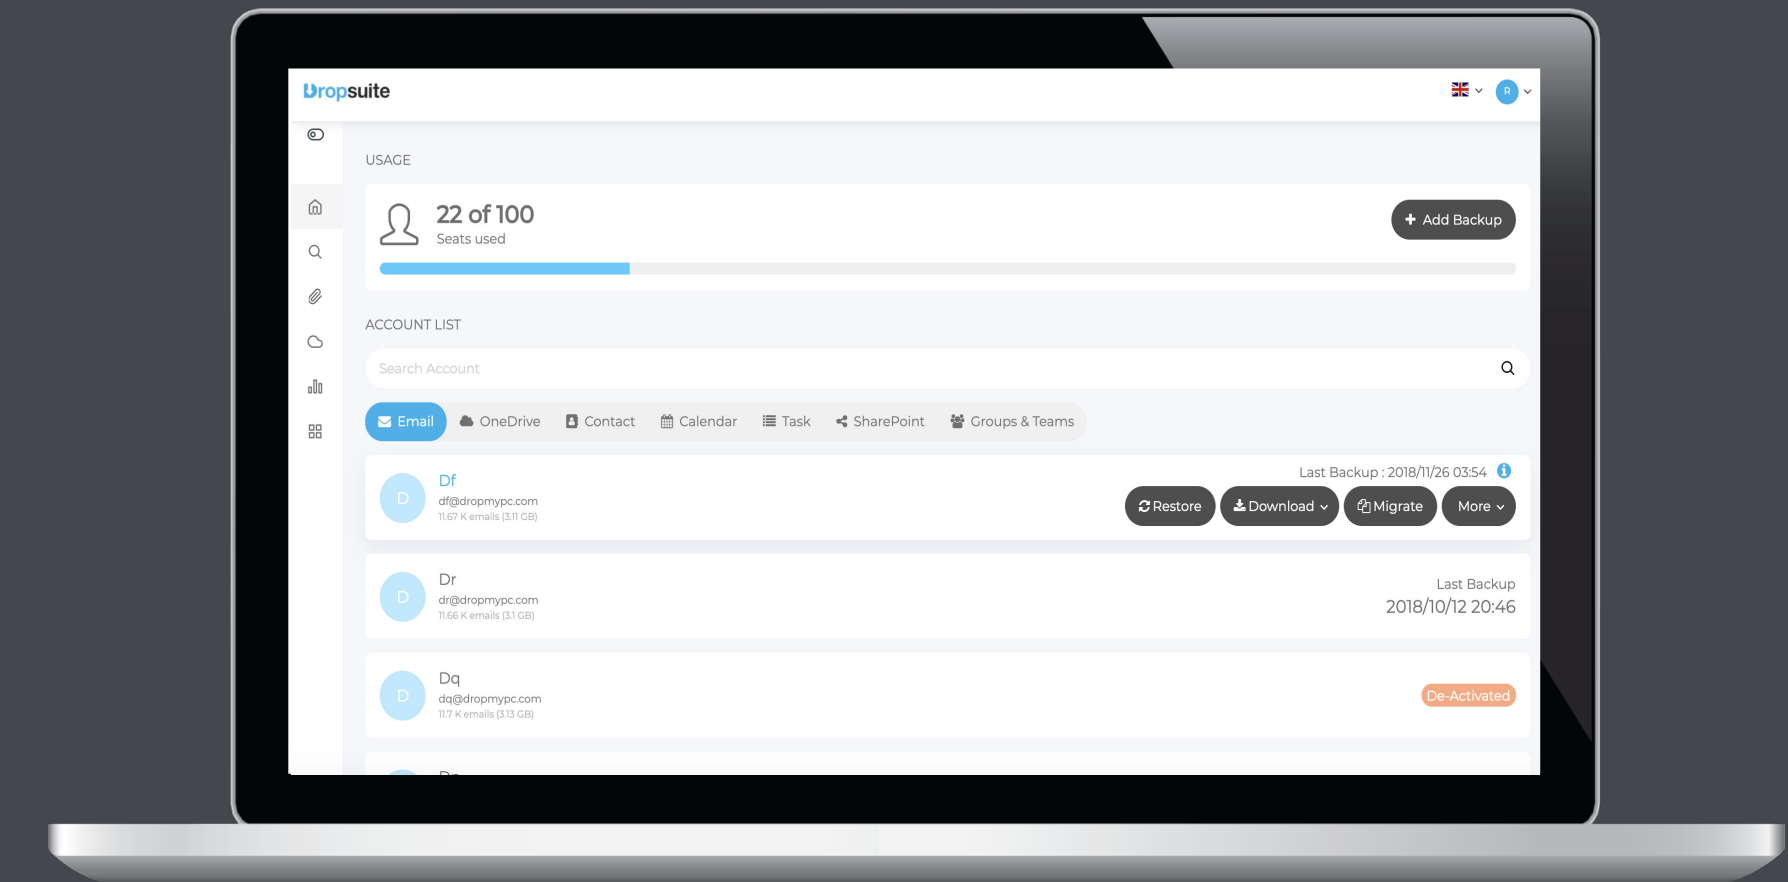 Dropsuite
R
USAGE
22 of 100
Seats used
+ Add Backup
ACCOUNT LIST
Search Account
Email OneDrive Contact Calendar Task SharePoint Groups & Teams
D
Df
df@dropmypc.com
11.67 K emails (3.11 GB)
Last Backup : 2018/11/26 03:54
Restore Download Migrate More
D
Dr
dr@dropmypc.com
11.66 K emails (3.1 GB)
Last Backup
2018/10/12 20:46
D
Dq
dq@dropmypc.com
11.7 K emails (3.13 GB)
De-Activated